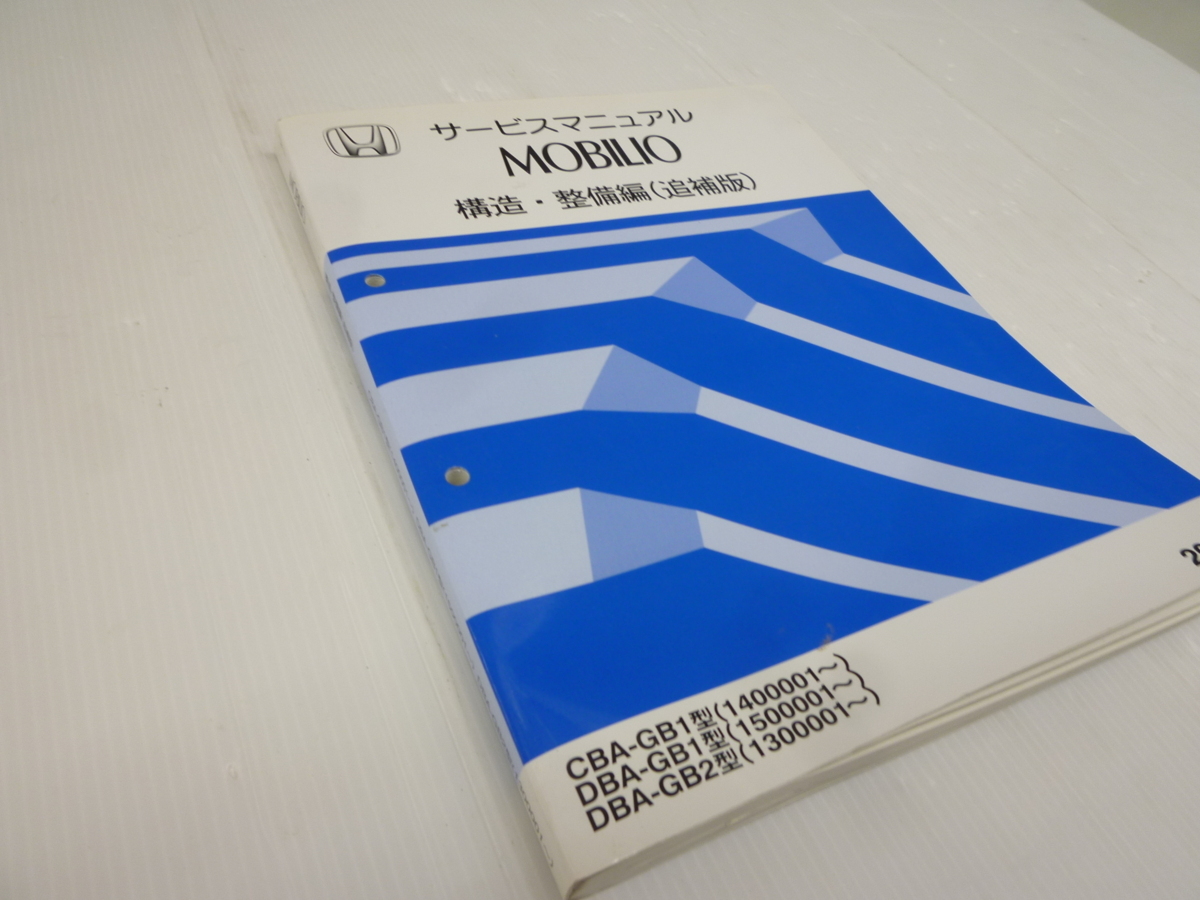 サービスマニュアル
MOBILIO
構造・整備編(追補版)
CBA-GB1型(1400001〜)
DBA-GB1型(1500001〜)
DBA-GB2型(1300001〜)